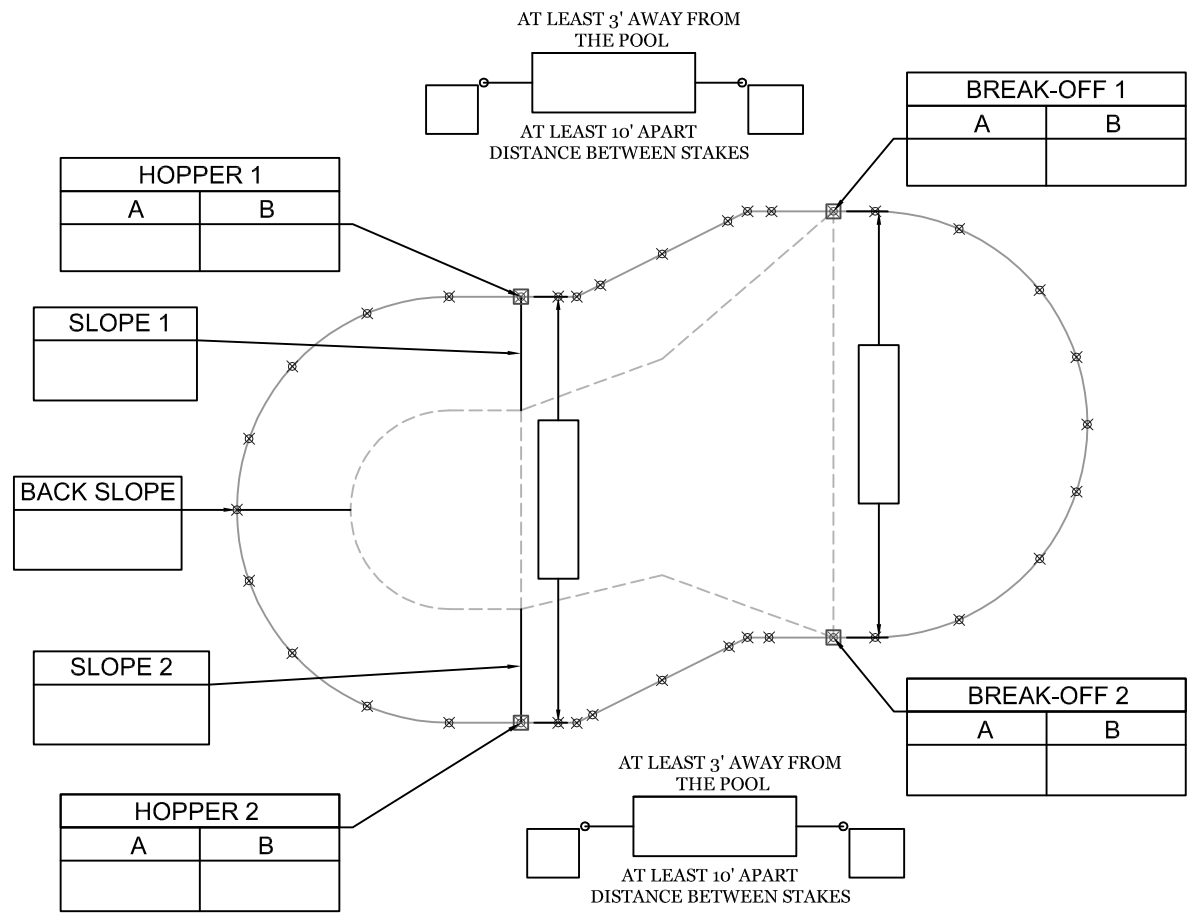 AT LEAST 3' AWAY FROM
THE POOL
AT LEAST 10' APART
DISTANCE BETWEEN STAKES
BREAK-OFF 1
A B
HOPPER 1
A B
SLOPE 1
BACK SLOPE
SLOPE 2
HOPPER 2
A B
BREAK-OFF 2
A B
AT LEAST 3' AWAY FROM
THE POOL
AT LEAST 10' APART
DISTANCE BETWEEN STAKES